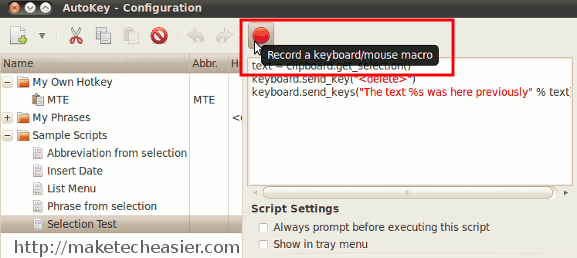 AutoKey - Configuration
Record a keyboard/mouse macro
Name
Abbr.
My Own Hotkey
MTE
MTE
My Phrases
Sample Scripts
Abbreviation from selection
Insert Date
List Menu
Phrase from selection
Selection Test
text = clipboard.get_selection()
keyboard.send_key("<delete>")
keyboard.send_keys("The text %s was here previously" % text)
Script Settings
Always prompt before executing this script
Show in tray menu
http://maketecheasier.com